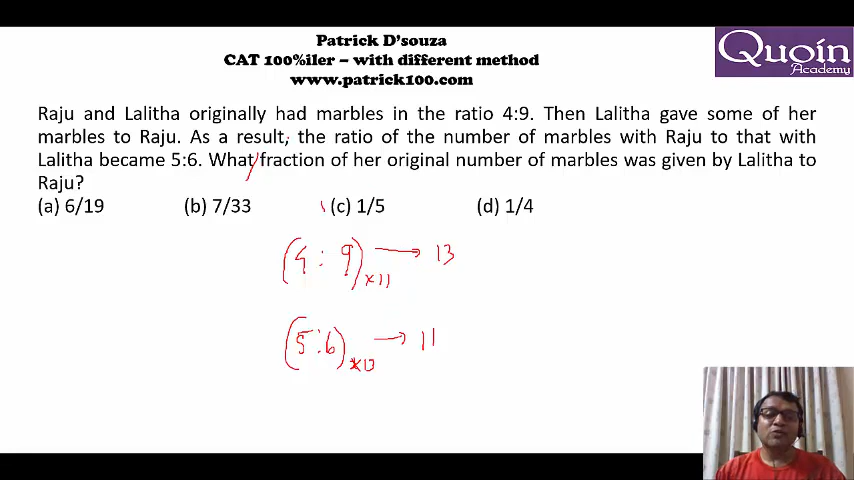 Patrick D'souza
CAT 100%iler – with different method
www.patrick100.com
Quoin
Academy
Raju and Lalitha originally had marbles in the ratio 4:9. Then Lalitha gave some of her
marbles to Raju. As a result, the ratio of the number of marbles with Raju to that with
Lalitha became 5:6. What fraction of her original number of marbles was given by Lalitha to
Raju?
(a) 6/19 (b) 7/33 (c) 1/5 (d) 1/4
(4 : 9)×11 → 13
(5:6)×13 → 11